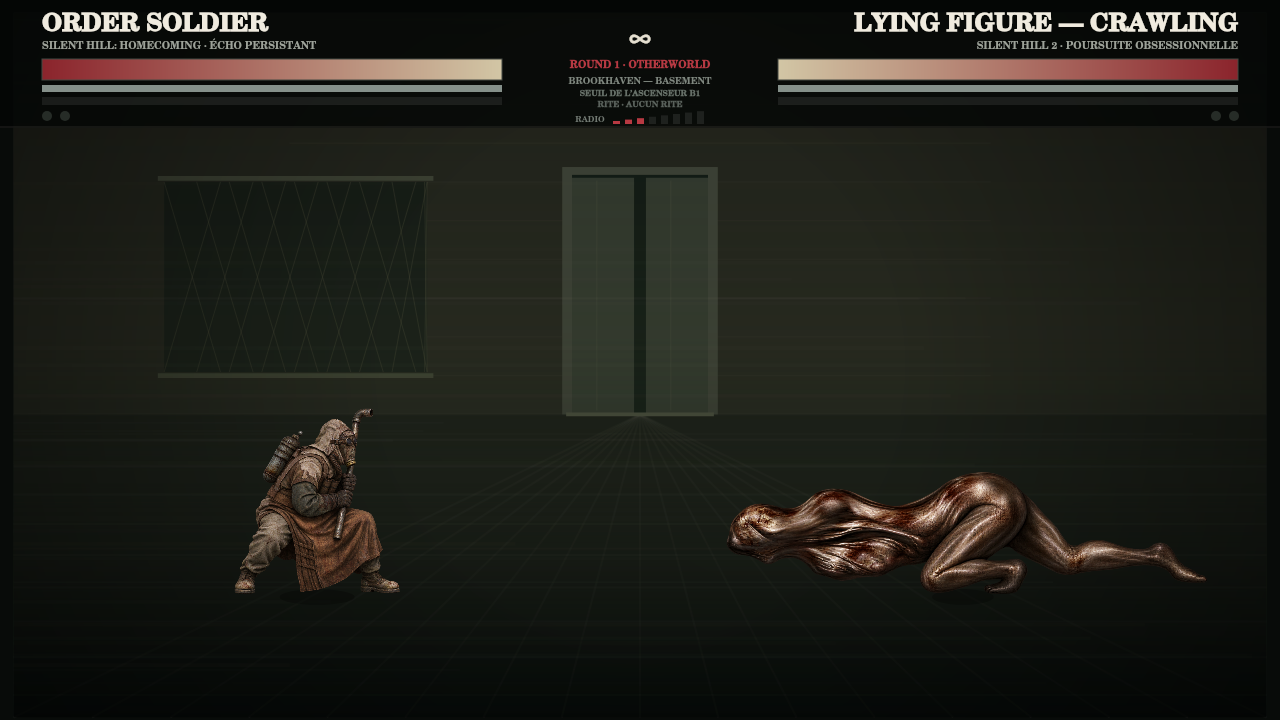 ORDER SOLDIER
SILENT HILL: HOMECOMING · ÉCHO PERSISTANT
∞
ROUND 1 · OTHERWORLD
BROOKHAVEN — BASEMENT
SEUIL DE L'ASCENSEUR B1
RITE · AUCUN RITE
RADIO
LYING FIGURE — CRAWLING
SILENT HILL 2 · POURSUITE OBSESSIONNELLE